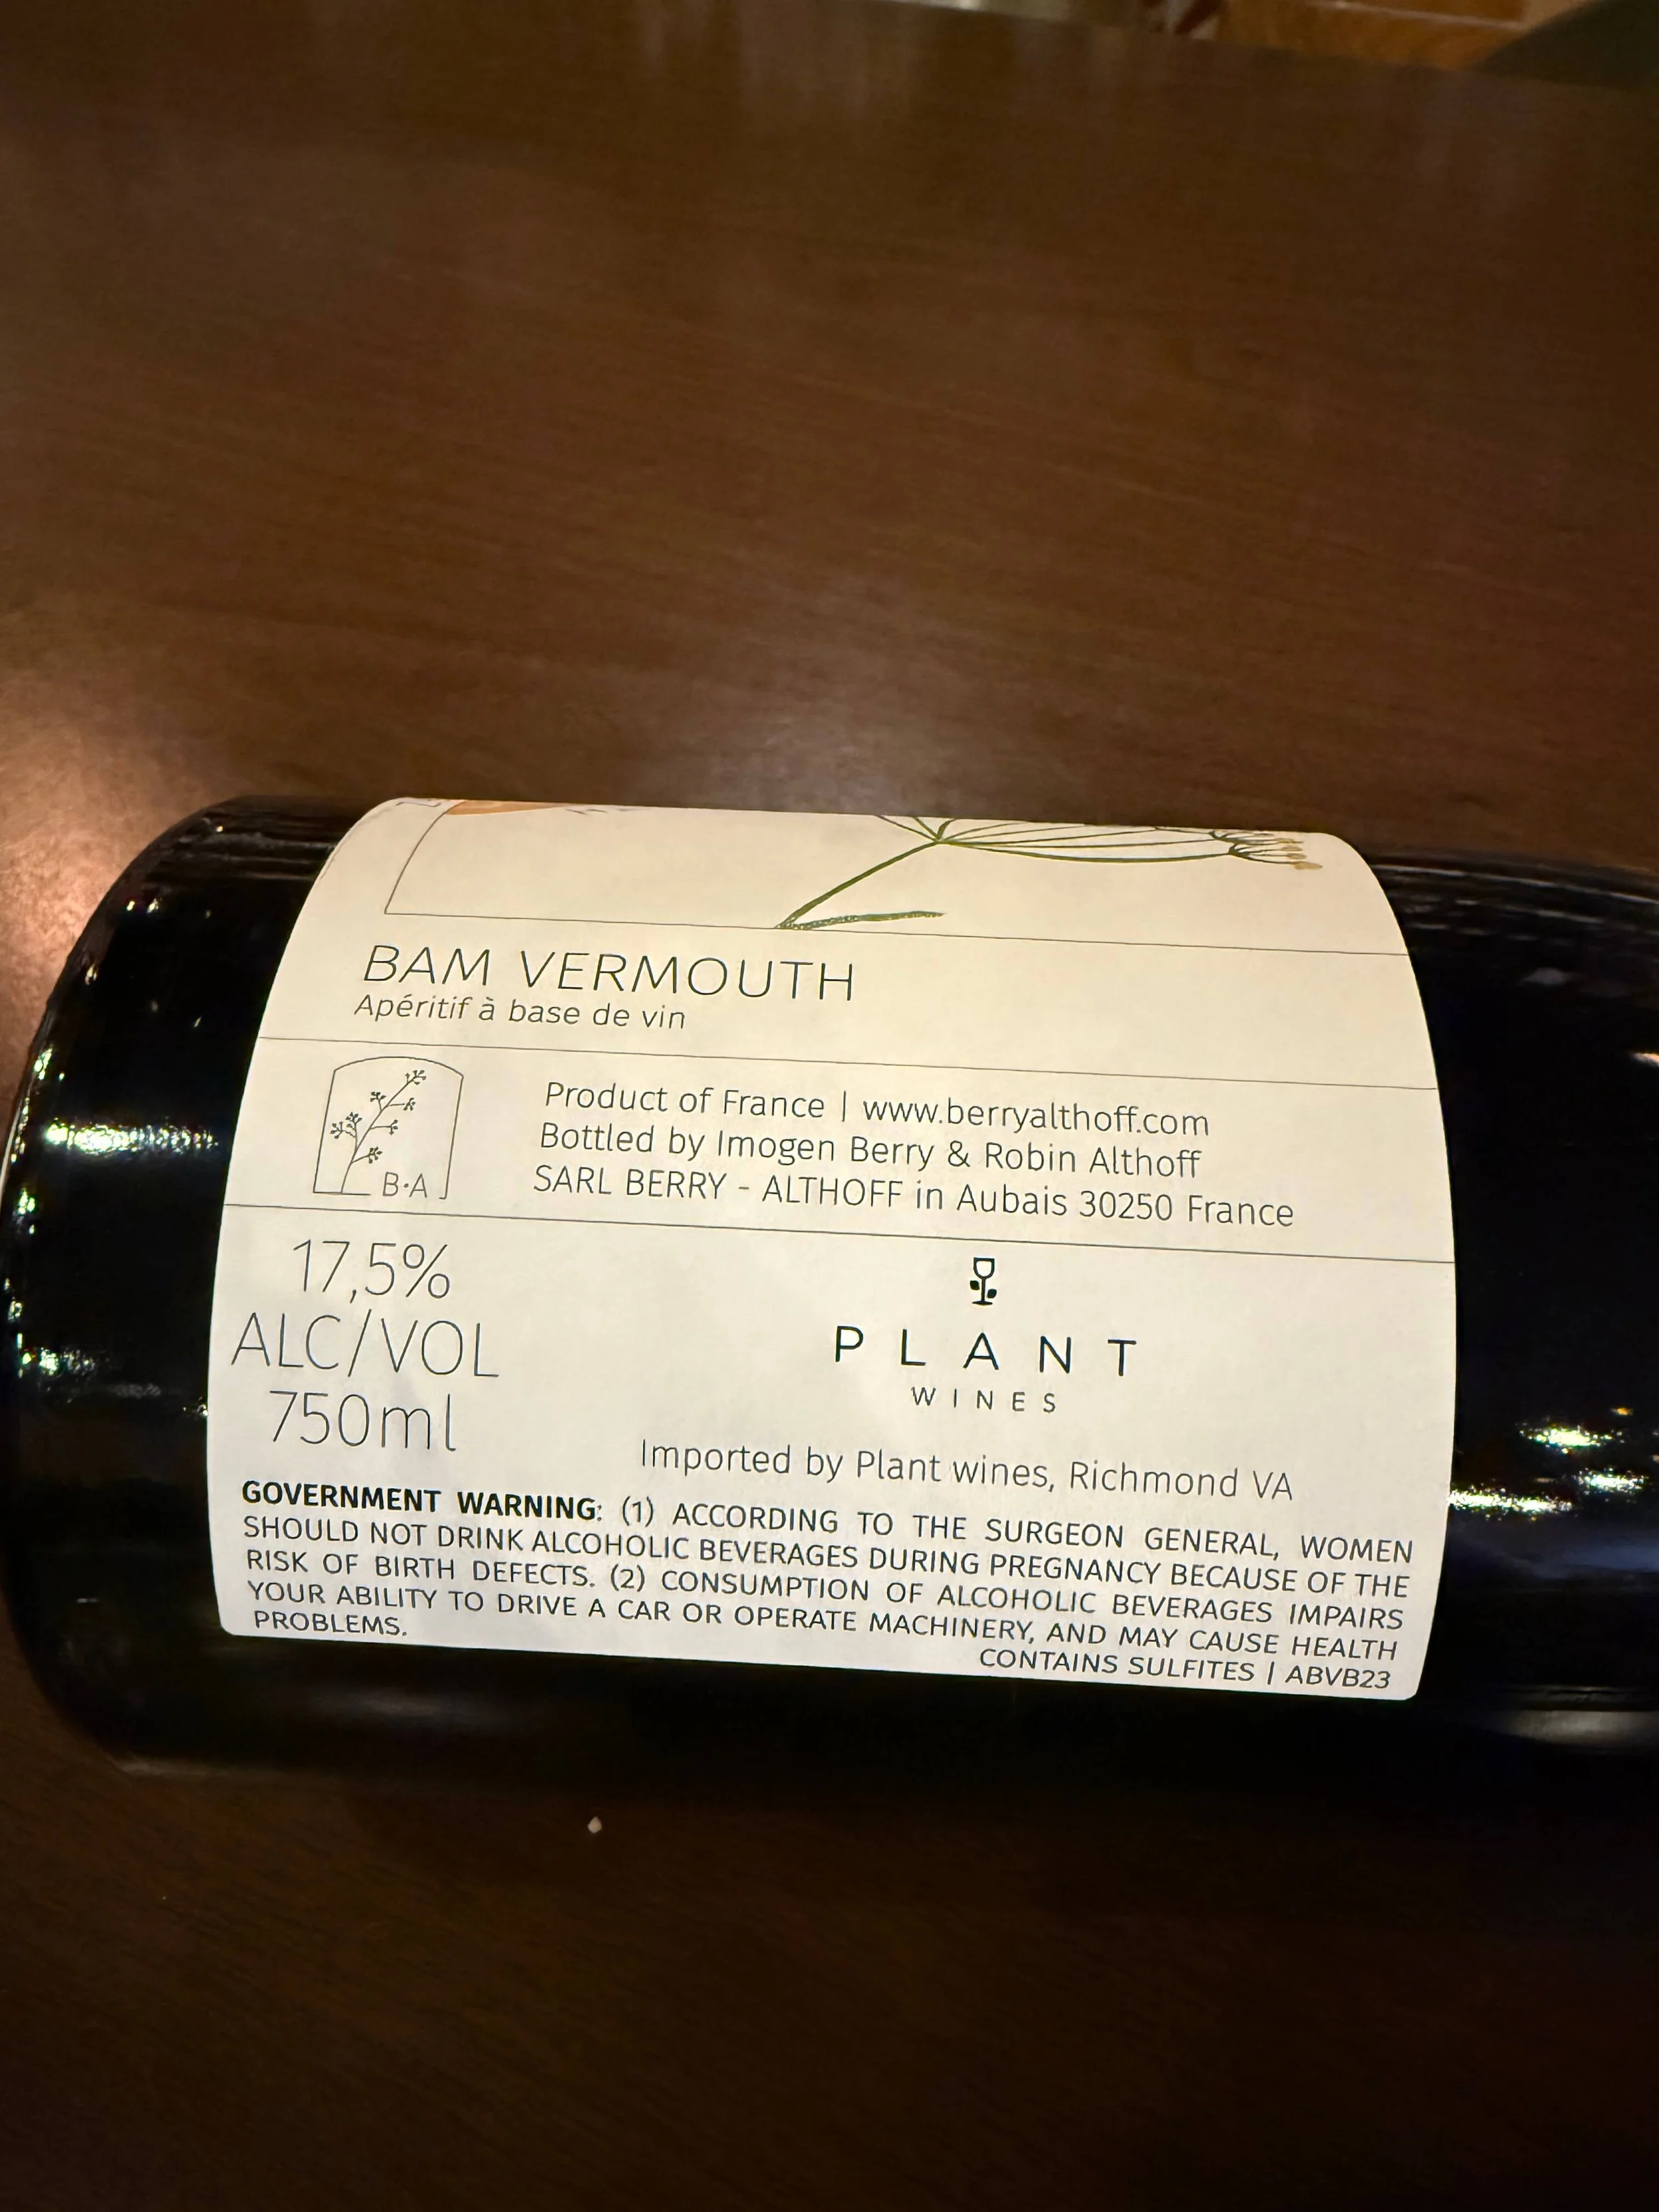 BAM VERMOUTH
Apéritif à base de vin
B·A
Product of France | www.berryalthoff.com
Bottled by Imogen Berry & Robin Althoff
SARL BERRY - ALTHOFF in Aubais 30250 France
17,5%
ALC/VOL
750ml
PLANT
WINES
Imported by Plant wines, Richmond VA
GOVERNMENT WARNING: (1) ACCORDING TO THE SURGEON GENERAL, WOMEN
SHOULD NOT DRINK ALCOHOLIC BEVERAGES DURING PREGNANCY BECAUSE OF THE
RISK OF BIRTH DEFECTS. (2) CONSUMPTION OF ALCOHOLIC BEVERAGES IMPAIRS
YOUR ABILITY TO DRIVE A CAR OR OPERATE MACHINERY, AND MAY CAUSE HEALTH
PROBLEMS.
CONTAINS SULFITES | ABVB23